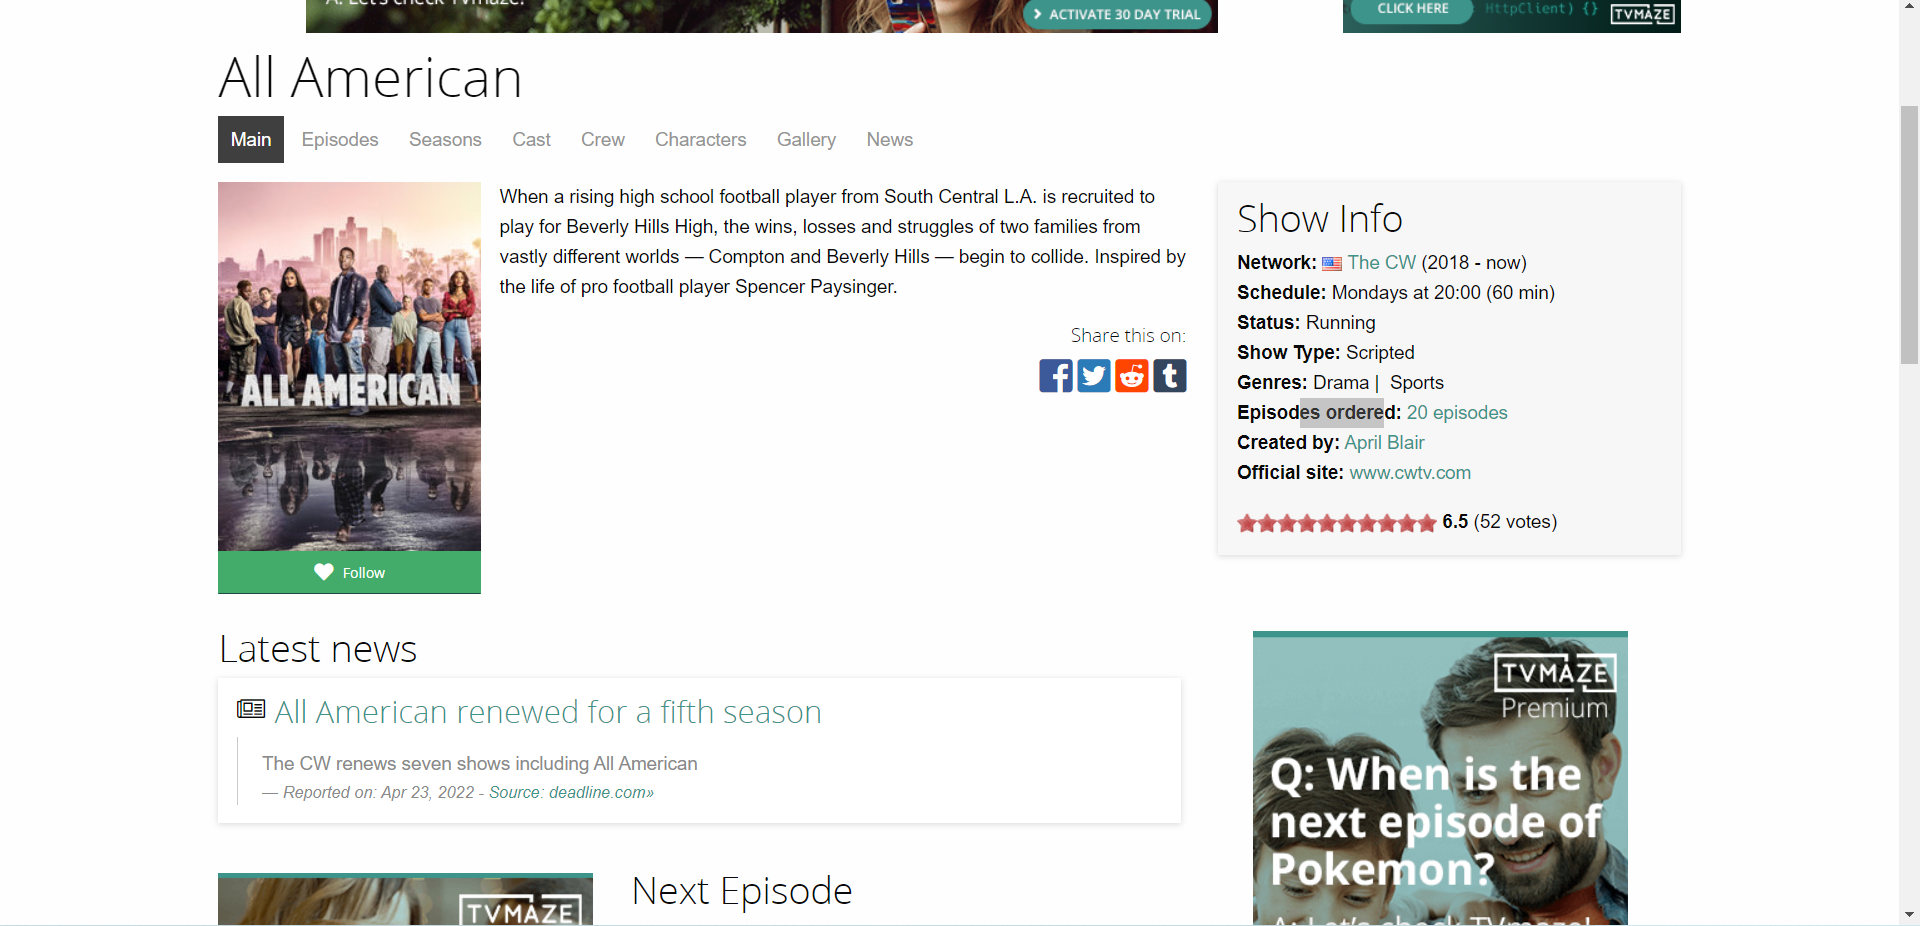 ACTIVATE 30 DAY TRIAL
CLICK HERE
HttpClient) {}
TVMAZE
All American
Main Episodes Seasons Cast Crew Characters Gallery News
When a rising high school football player from South Central L.A. is recruited to
play for Beverly Hills High, the wins, losses and struggles of two families from
vastly different worlds — Compton and Beverly Hills — begin to collide. Inspired by
the life of pro football player Spencer Paysinger.
Share this on:
ALL AMERICAN
Follow
Show Info
Network: The CW (2018 - now)
Schedule: Mondays at 20:00 (60 min)
Status: Running
Show Type: Scripted
Genres: Drama | Sports
Episodes ordered: 20 episodes
Created by: April Blair
Official site: www.cwtv.com
6.5 (52 votes)
Latest news
All American renewed for a fifth season
The CW renews seven shows including All American
— Reported on: Apr 23, 2022 - Source: deadline.com»
TVMAZE
Next Episode
TVMAZE
Premium
Q: When is the
next episode of
Pokemon?